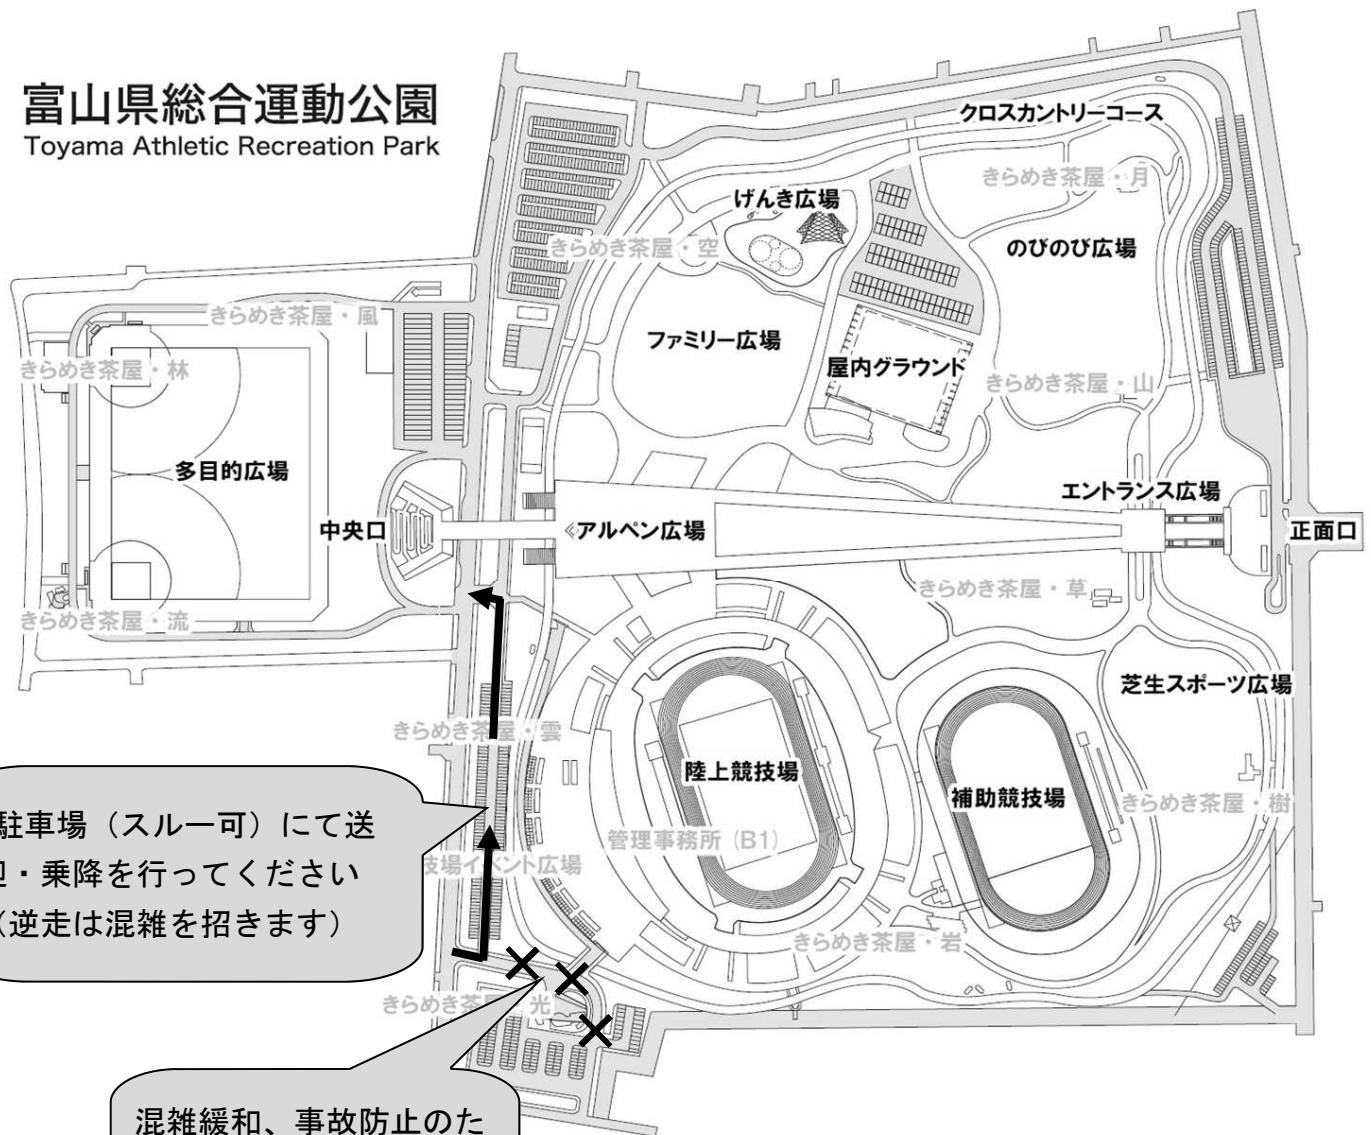 富山県総合運動公園
Toyama Athletic Recreation Park
クロスカントリーコース
きらめき茶屋・月
げんき広場
きらめき茶屋・空
のびのび広場
きらめき茶屋・風
ファミリー広場
屋内グラウンド
きらめき茶屋・林
きらめき茶屋・山
多目的広場
エントランス広場
中央口
アルペン広場
正面口
きらめき茶屋・草
きらめき茶屋・流
芝生スポーツ広場
きらめき茶屋・雲
陸上競技場
補助競技場
きらめき茶屋・樹
駐車場（スルー可）にて送
・乗降を行ってください
（逆走は混雑を招きます）
管理事務所（B1）
技場イベント広場
きらめき茶屋・岩
きらめき茶屋・光
混雑緩和、事故防止のた